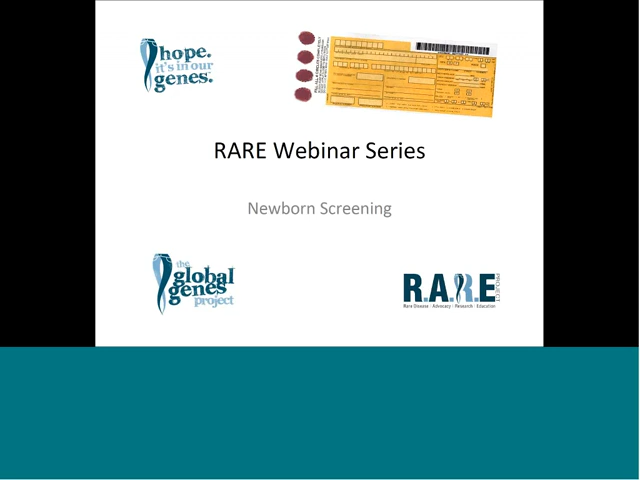 hope.
it's in our
genes.
RARE Webinar Series
Newborn Screening
the
global
genes
project
R.A.R.E
PROJECT
Rare Disease · Advocacy · Research · Education